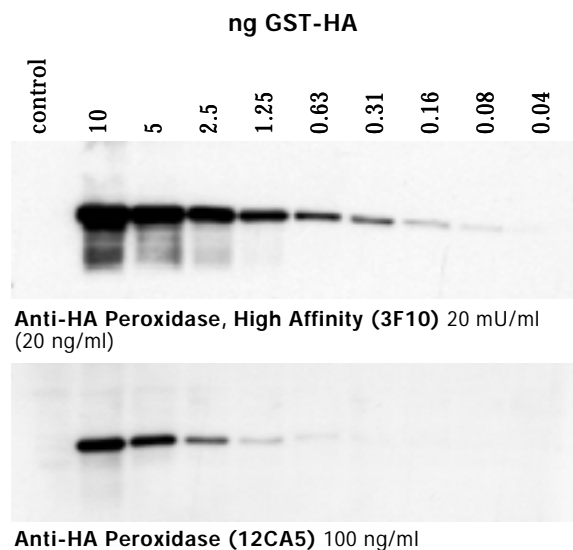 ng GST-HA
control 10 5 2.5 1.25 0.63 0.31 0.16 0.08 0.04
Anti-HA Peroxidase, High Affinity (3F10) 20 mU/ml
(20 ng/ml)
Anti-HA Peroxidase (12CA5) 100 ng/ml